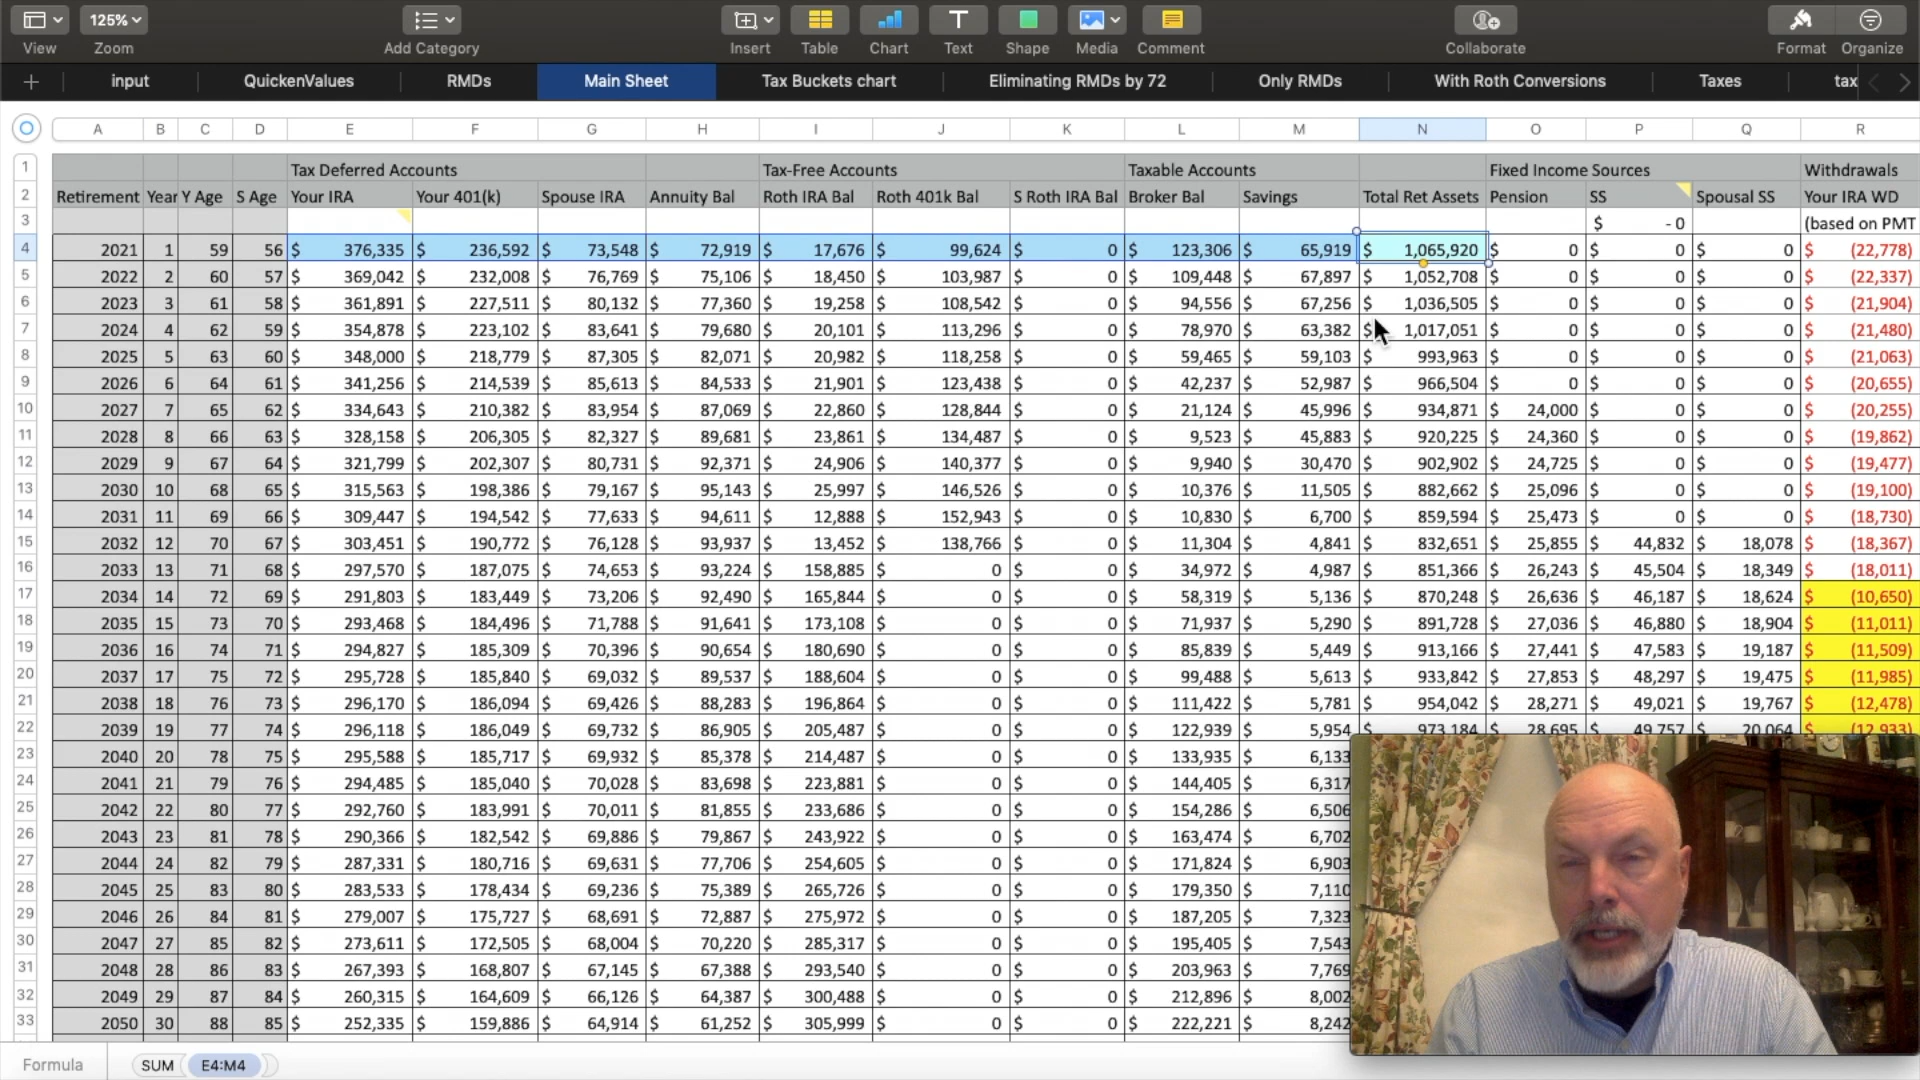 125%
View Zoom Add Category Insert Table Chart Text Shape Media Comment Collaborate Format Organize
+ input QuickenValues RMDs Main Sheet Tax Buckets chart Eliminating RMDs by 72 Only RMDs With Roth Conversions Taxes tax
A B C D E F G H I J K L M N O P Q R
1 Tax Deferred Accounts Tax-Free Accounts Taxable Accounts Fixed Income Sources Withdrawals
2 Retirement Year Y Age S Age Your IRA Your 401(k) Spouse IRA Annuity Bal Roth IRA Bal Roth 401k Bal S Roth IRA Bal Broker Bal Savings Total Ret Assets Pension SS Spousal SS Your IRA WD
3 $ - 0 (based on PMT
4 2021 1 59 56 $ 376,335 $ 236,592 $ 73,548 $ 72,919 $ 17,676 $ 99,624 $ 0 $ 123,306 $ 65,919 $ 1,065,920 $ 0 $ 0 $ 0 $ (22,778)
5 2022 2 60 57 $ 369,042 $ 232,008 $ 76,769 $ 75,106 $ 18,450 $ 103,987 $ 0 $ 109,448 $ 67,897 $ 1,052,708 $ 0 $ 0 $ 0 $ (22,337)
6 2023 3 61 58 $ 361,891 $ 227,511 $ 80,132 $ 77,360 $ 19,258 $ 108,542 $ 0 $ 94,556 $ 67,256 $ 1,036,505 $ 0 $ 0 $ 0 $ (21,904)
7 2024 4 62 59 $ 354,878 $ 223,102 $ 83,641 $ 79,680 $ 20,101 $ 113,296 $ 0 $ 78,970 $ 63,382 $ 1,017,051 $ 0 $ 0 $ 0 $ (21,480)
8 2025 5 63 60 $ 348,000 $ 218,779 $ 87,305 $ 82,071 $ 20,982 $ 118,258 $ 0 $ 59,465 $ 59,103 $ 993,963 $ 0 $ 0 $ 0 $ (21,063)
9 2026 6 64 61 $ 341,256 $ 214,539 $ 85,613 $ 84,533 $ 21,901 $ 123,438 $ 0 $ 42,237 $ 52,987 $ 966,504 $ 0 $ 0 $ 0 $ (20,655)
10 2027 7 65 62 $ 334,643 $ 210,382 $ 83,954 $ 87,069 $ 22,860 $ 128,844 $ 0 $ 21,124 $ 45,996 $ 934,871 $ 24,000 $ 0 $ 0 $ (20,255)
11 2028 8 66 63 $ 328,158 $ 206,305 $ 82,327 $ 89,681 $ 23,861 $ 134,487 $ 0 $ 9,523 $ 45,883 $ 920,225 $ 24,360 $ 0 $ 0 $ (19,862)
12 2029 9 67 64 $ 321,799 $ 202,307 $ 80,731 $ 92,371 $ 24,906 $ 140,377 $ 0 $ 9,940 $ 30,470 $ 902,902 $ 24,725 $ 0 $ 0 $ (19,477)
13 2030 10 68 65 $ 315,563 $ 198,386 $ 79,167 $ 95,143 $ 25,997 $ 146,526 $ 0 $ 10,376 $ 11,505 $ 882,662 $ 25,096 $ 0 $ 0 $ (19,100)
14 2031 11 69 66 $ 309,447 $ 194,542 $ 77,633 $ 94,611 $ 12,888 $ 152,943 $ 0 $ 10,830 $ 6,700 $ 859,594 $ 25,473 $ 0 $ 0 $ (18,730)
15 2032 12 70 67 $ 303,451 $ 190,772 $ 76,128 $ 93,937 $ 13,452 $ 138,766 $ 0 $ 11,304 $ 4,841 $ 832,651 $ 25,855 $ 44,832 $ 18,078 $ (18,367)
16 2033 13 71 68 $ 297,570 $ 187,075 $ 74,653 $ 93,224 $ 158,885 $ 0 $ 0 $ 34,972 $ 4,987 $ 851,366 $ 26,243 $ 45,504 $ 18,349 $ (18,011)
17 2034 14 72 69 $ 291,803 $ 183,449 $ 73,206 $ 92,490 $ 165,844 $ 0 $ 0 $ 58,319 $ 5,136 $ 870,248 $ 26,636 $ 46,187 $ 18,624 $ (10,650)
18 2035 15 73 70 $ 293,468 $ 184,496 $ 71,788 $ 91,641 $ 173,108 $ 0 $ 0 $ 71,937 $ 5,290 $ 891,728 $ 27,036 $ 46,880 $ 18,904 $ (11,011)
19 2036 16 74 71 $ 294,827 $ 185,309 $ 70,396 $ 90,654 $ 180,690 $ 0 $ 0 $ 85,839 $ 5,449 $ 913,166 $ 27,441 $ 47,583 $ 19,187 $ (11,509)
20 2037 17 75 72 $ 295,728 $ 185,840 $ 69,032 $ 89,537 $ 188,604 $ 0 $ 0 $ 99,488 $ 5,613 $ 933,842 $ 27,853 $ 48,297 $ 19,475 $ (11,985)
21 2038 18 76 73 $ 296,170 $ 186,094 $ 69,426 $ 88,283 $ 196,864 $ 0 $ 0 $ 111,422 $ 5,781 $ 954,042 $ 28,271 $ 49,021 $ 19,767 $ (12,478)
22 2039 19 77 74 $ 296,118 $ 186,049 $ 69,732 $ 86,905 $ 205,487 $ 0 $ 0 $ 122,939 $ 5,954 $ 973,184 $ 28,695 $ 49,757 $ 20,064 $ (12,933)
23 2040 20 78 75 $ 295,588 $ 185,717 $ 69,932 $ 85,378 $ 214,487 $ 0 $ 0 $ 133,935 $ 6,133
24 2041 21 79 76 $ 294,485 $ 185,040 $ 70,028 $ 83,698 $ 223,881 $ 0 $ 0 $ 144,405 $ 6,317
25 2042 22 80 77 $ 292,760 $ 183,991 $ 70,011 $ 81,855 $ 233,686 $ 0 $ 0 $ 154,286 $ 6,506
26 2043 23 81 78 $ 290,366 $ 182,542 $ 69,886 $ 79,867 $ 243,922 $ 0 $ 0 $ 163,474 $ 6,702
27 2044 24 82 79 $ 287,331 $ 180,716 $ 69,631 $ 77,706 $ 254,605 $ 0 $ 0 $ 171,824 $ 6,903
28 2045 25 83 80 $ 283,533 $ 178,434 $ 69,236 $ 75,389 $ 265,726 $ 0 $ 0 $ 179,350 $ 7,110
29 2046 26 84 81 $ 279,007 $ 175,727 $ 68,691 $ 72,887 $ 275,972 $ 0 $ 0 $ 187,205 $ 7,323
30 2047 27 85 82 $ 273,611 $ 172,505 $ 68,004 $ 70,220 $ 285,317 $ 0 $ 0 $ 195,405 $ 7,543
31 2048 28 86 83 $ 267,393 $ 168,807 $ 67,145 $ 67,388 $ 293,540 $ 0 $ 0 $ 203,963 $ 7,769
32 2049 29 87 84 $ 260,315 $ 164,609 $ 66,126 $ 64,387 $ 300,488 $ 0 $ 0 $ 212,896 $ 8,002
33 2050 30 88 85 $ 252,335 $ 159,886 $ 64,914 $ 61,252 $ 305,999 $ 0 $ 0 $ 222,221 $ 8,242
Formula SUM E4:M4